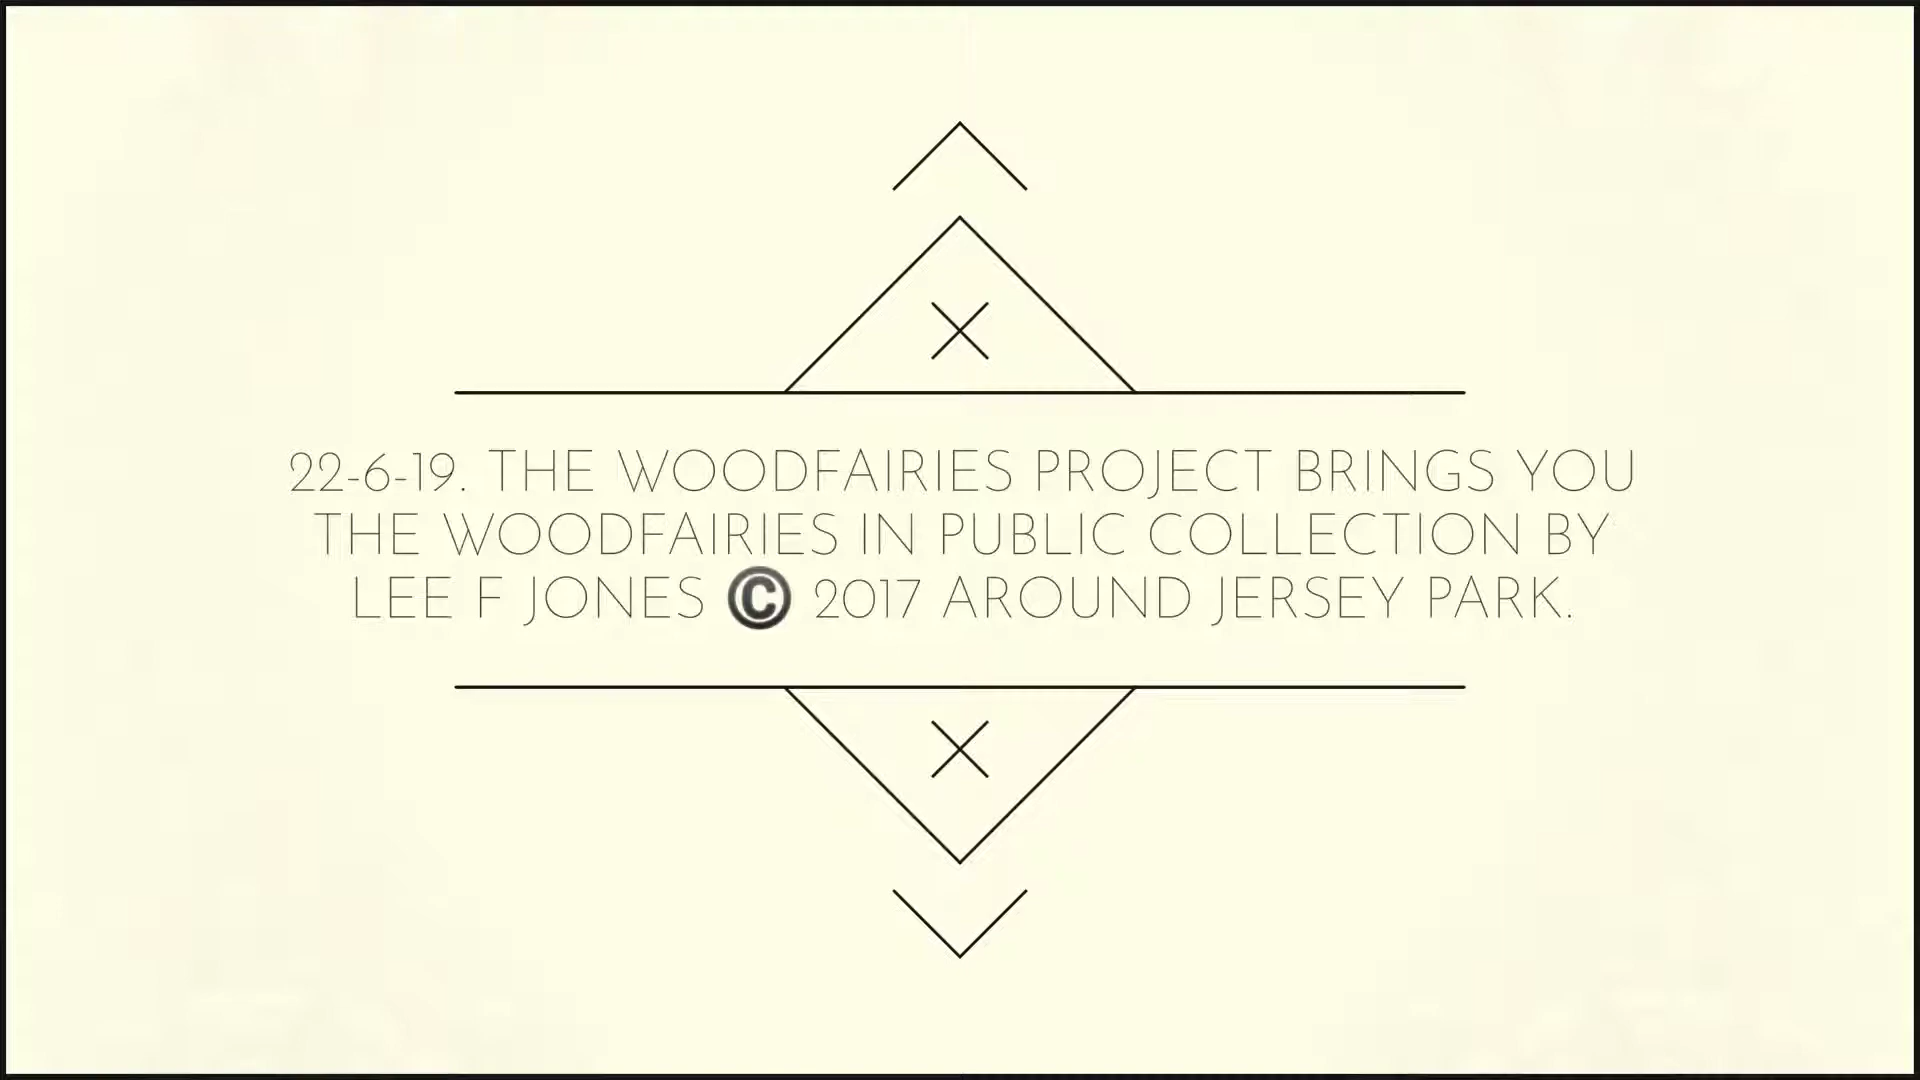 22-6-19. THE WOODFAIRIES PROJECT BRINGS YOU
THE WOODFAIRIES IN PUBLIC COLLECTION BY
LEE F JONES © 2017 AROUND JERSEY PARK.